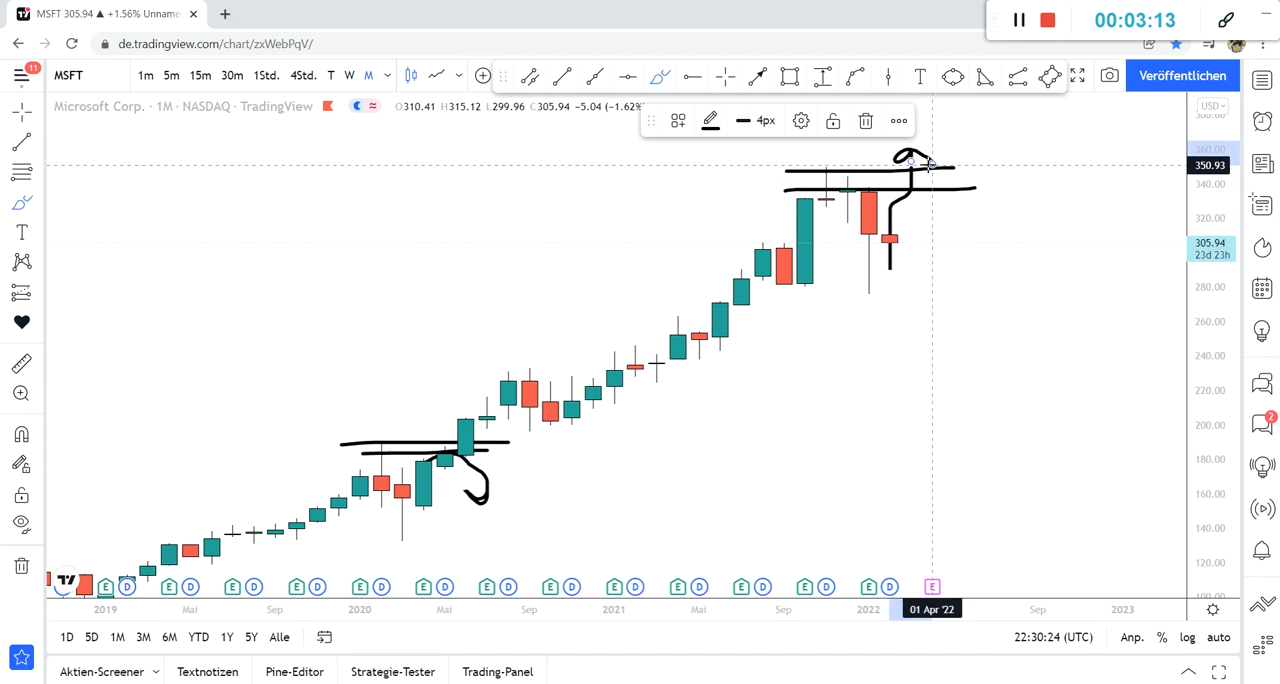 MSFT 305.94 ▲ +1.56% Unname
00:03:13
de.tradingview.com/chart/zxWebPqV/
11
MSFT 1m 5m 15m 30m 1Std. 4Std. T W M Veröffentlichen
Microsoft Corp. · 1M · NASDAQ · TradingView O310.41 H315.12 L299.96 C305.94 −5.04 (−1.62%
4px
USD
380.00
360.00
350.93
340.00
320.00
305.94
23d 23h
280.00
260.00
240.00
220.00
200.00
180.00
160.00
140.00
120.00
100.00
2
E D E D E D E D E D E D E D E D E D E D E D E D E D E
2019 Mai Sep 2020 Mai Sep 2021 Mai Sep 2022 01 Apr '22 Sep 2023
1D 5D 1M 3M 6M YTD 1Y 5Y Alle 22:30:24 (UTC) Anp. % log auto
Aktien-Screener Textnotizen Pine-Editor Strategie-Tester Trading-Panel